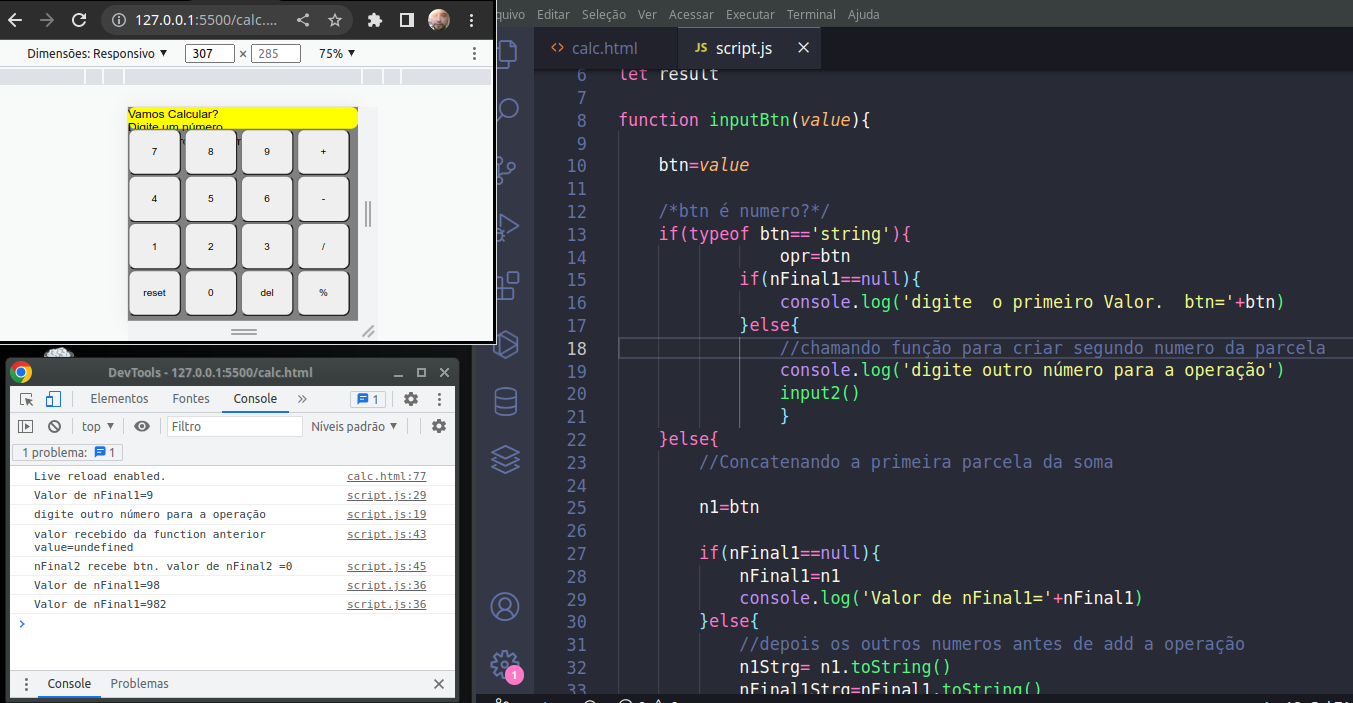 127.0.0.1:5500/calc....
Dimensões: Responsivo ▼ 307 × 285 75% ▼
Vamos Calcular?
Digite um número
7 8 9 +
4 5 6 -
1 2 3 /
reset 0 del %
DevTools - 127.0.0.1:5500/calc.html
Elementos Fontes Console » 1
top ▼ Filtro Níveis padrão ▼
1 problema: 1
Live reload enabled. calc.html:77
Valor de nFinal1=9 script.js:29
digite outro número para a operação script.js:19
valor recebido da function anterior script.js:43
value=undefined
nFinal2 recebe btn. valor de nFinal2 =0 script.js:45
Valor de nFinal1=98 script.js:36
Valor de nFinal1=982 script.js:36
>
Console Problemas
quivo Editar Seleção Ver Acessar Executar Terminal Ajuda
<> calc.html JS script.js ×
6 let result
7
8 function inputBtn(value){
9
10 btn=value
11
12 /*btn é numero?*/
13 if(typeof btn=='string'){
14 opr=btn
15 if(nFinal1==null){
16 console.log('digite  o primeiro Valor.  btn='+btn)
17 }else{
18 //chamando função para criar segundo numero da parcela
19 console.log('digite outro número para a operação')
20 input2()
21 }
22 }else{
23 //Concatenando a primeira parcela da soma
24
25 n1=btn
26
27 if(nFinal1==null){
28 nFinal1=n1
29 console.log('Valor de nFinal1='+nFinal1)
30 }else{
31 //depois os outros numeros antes de add a operação
32 n1Strg= n1.toString()
33 nFinal1Strg=nFinal1.toString()
1